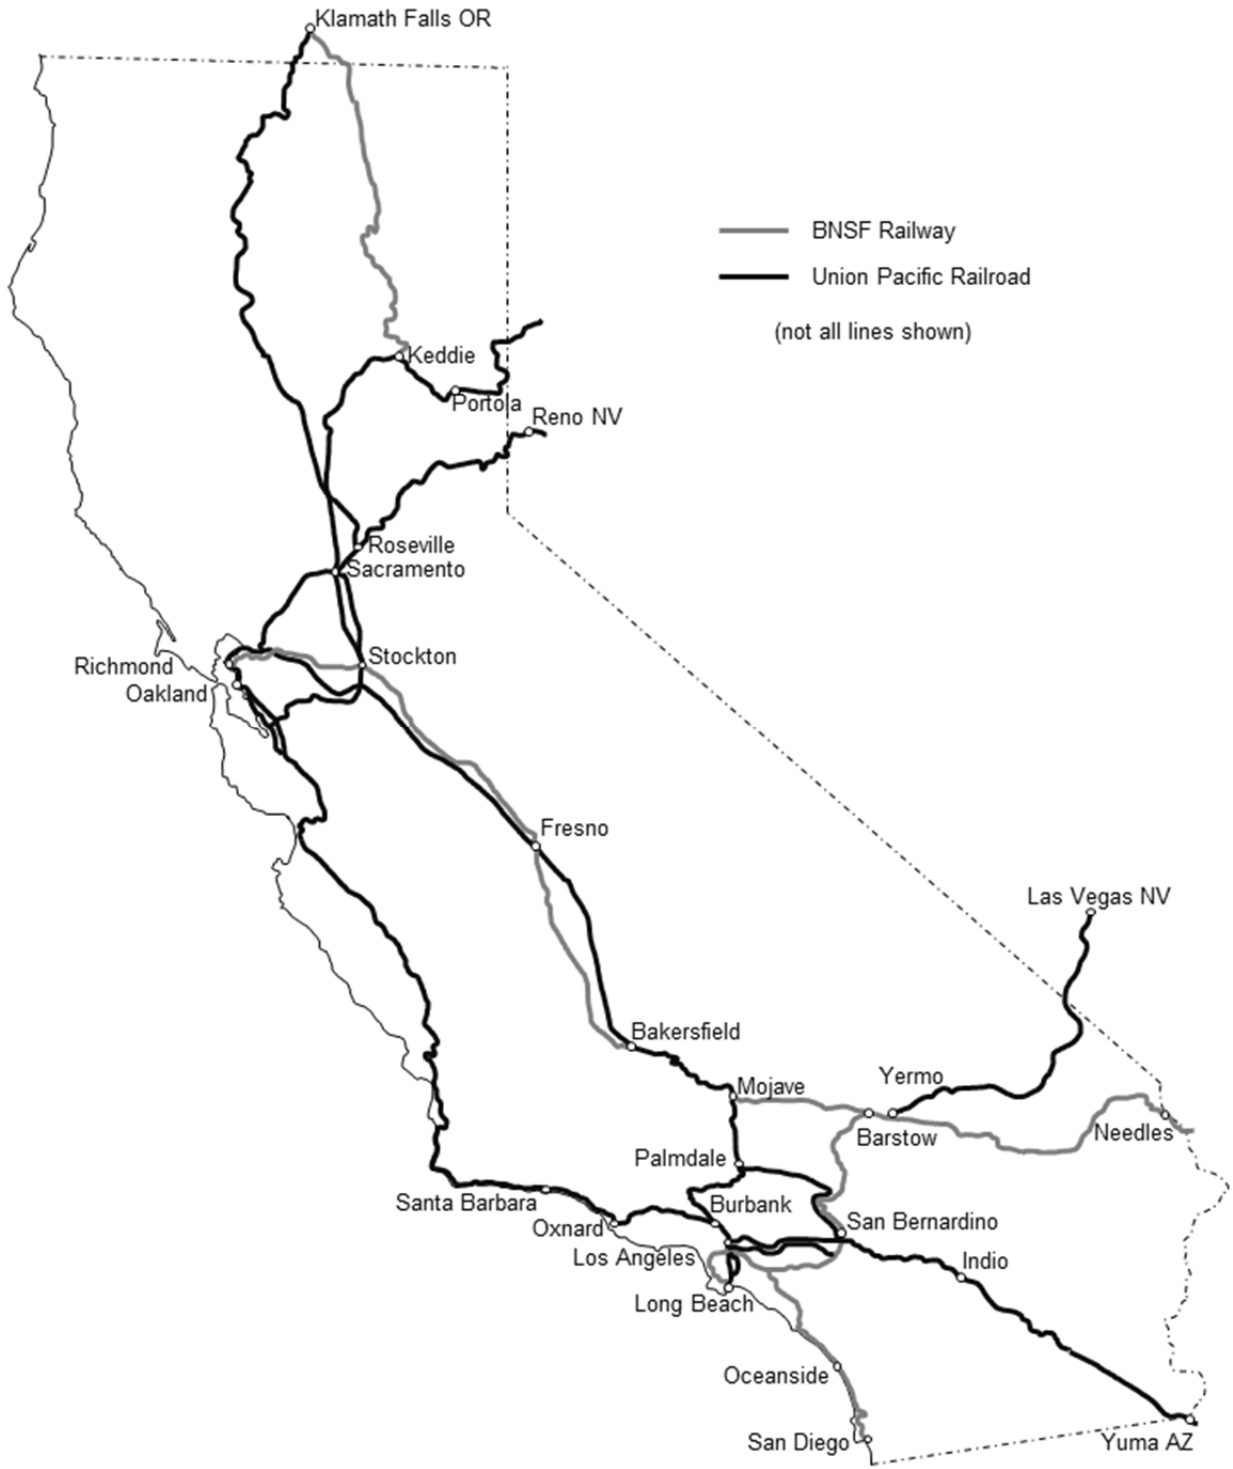 Klamath Falls OR
BNSF Railway
Union Pacific Railroad
(not all lines shown)
Keddie
Portola
Reno NV
Roseville
Sacramento
Stockton
Richmond
Oakland
Fresno
Las Vegas NV
Bakersfield
Mojave
Yermo
Barstow
Needles
Palmdale
Santa Barbara
Burbank
Oxnard
San Bernardino
Los Angeles
Indio
Long Beach
Oceanside
San Diego
Yuma AZ